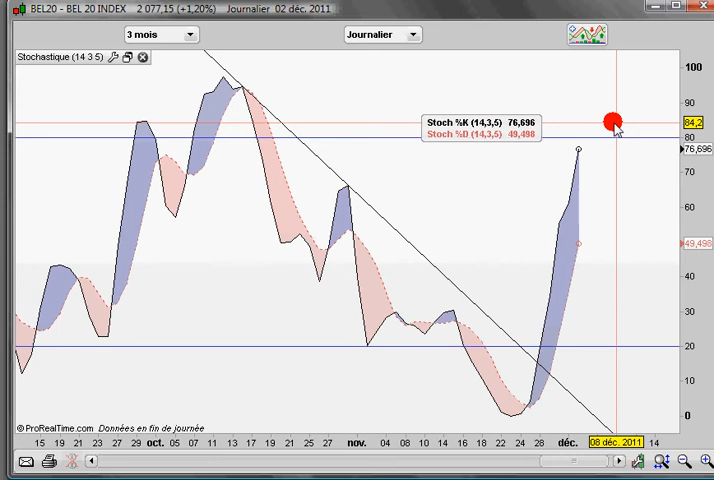 BEL20 - BEL 20 INDEX 2 077,15 (+1,20%) Journalier 02 déc. 2011
3 mois
Journalier
Stochastique (14 3 5)
Stoch %K (14,3,5) 76,696
Stoch %D (14,3,5) 49,498
100
90
84,2
80
76,696
70
60
49,498
40
30
20
10
0
© ProRealTime.com Données en fin de journée
15 19 21 23 27 29 oct. 05 07 11 13 17 19 21 25 27 nov. 04 08 10 14 16 18 22 24 28 déc. 08 déc. 2011 14